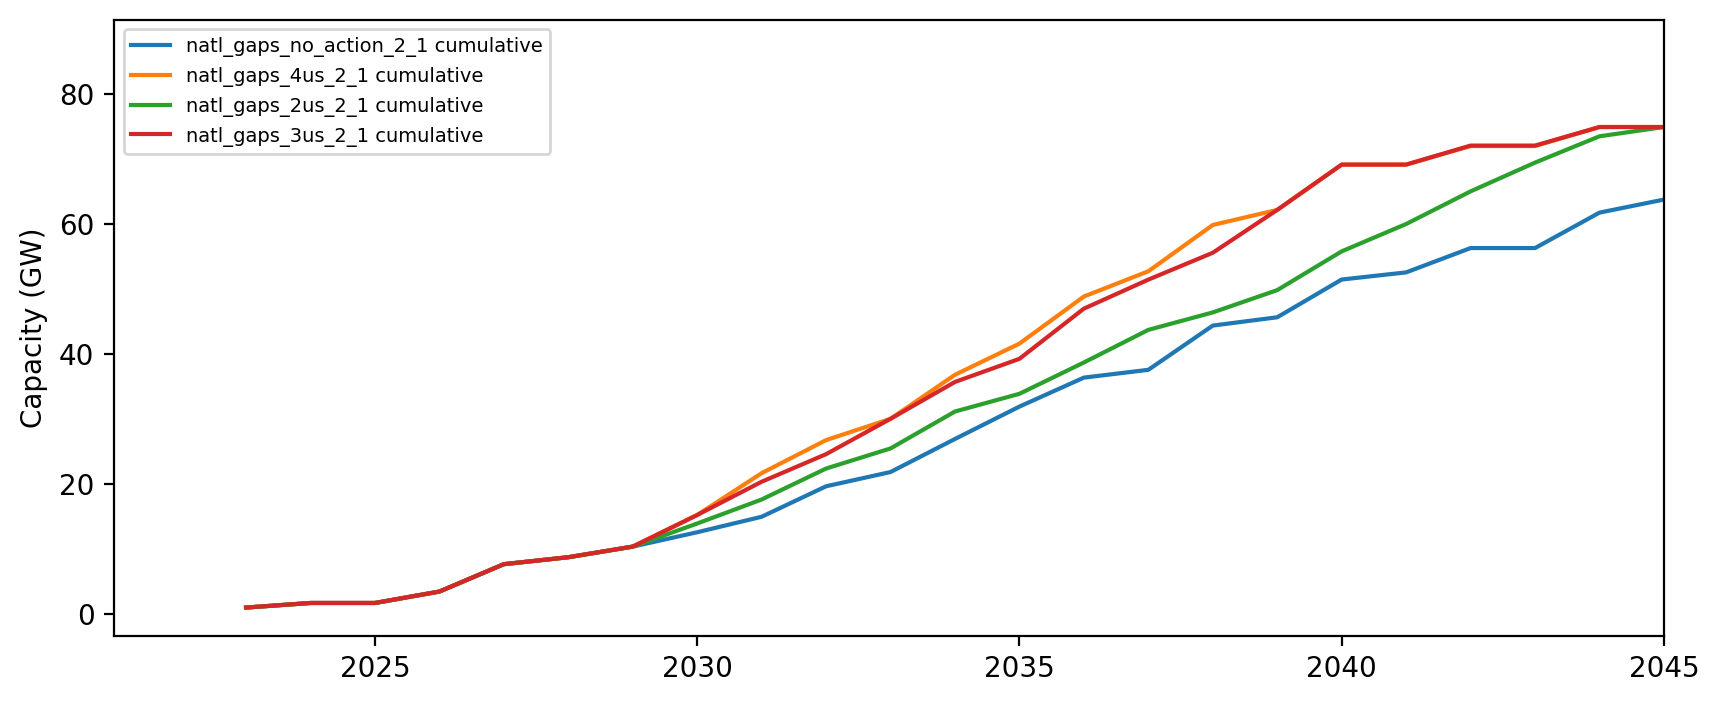 natl_gaps_no_action_2_1 cumulative
natl_gaps_4us_2_1 cumulative
natl_gaps_2us_2_1 cumulative
natl_gaps_3us_2_1 cumulative
Capacity (GW)
80
60
40
20
0
2025 2030 2035 2040 2045